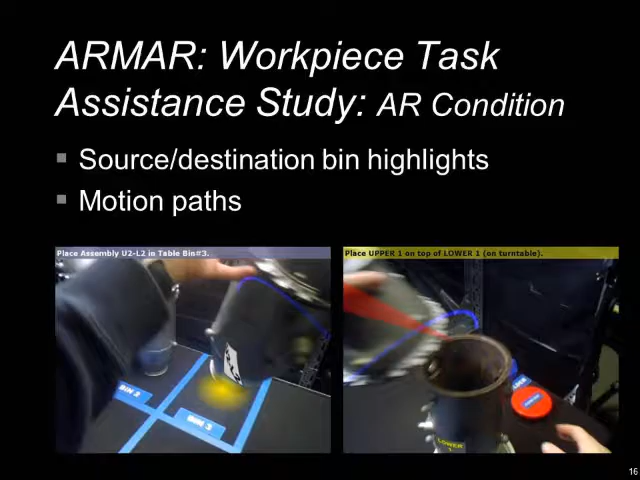 ARMAR: Workpiece Task
Assistance Study: AR Condition
Source/destination bin highlights
Motion paths
Place Assembly U2-L2 in Table Bin#3.
Place UPPER 1 on top of LOWER 1 (on turntable).
BIN 2
BIN 3
LOWER
1
16